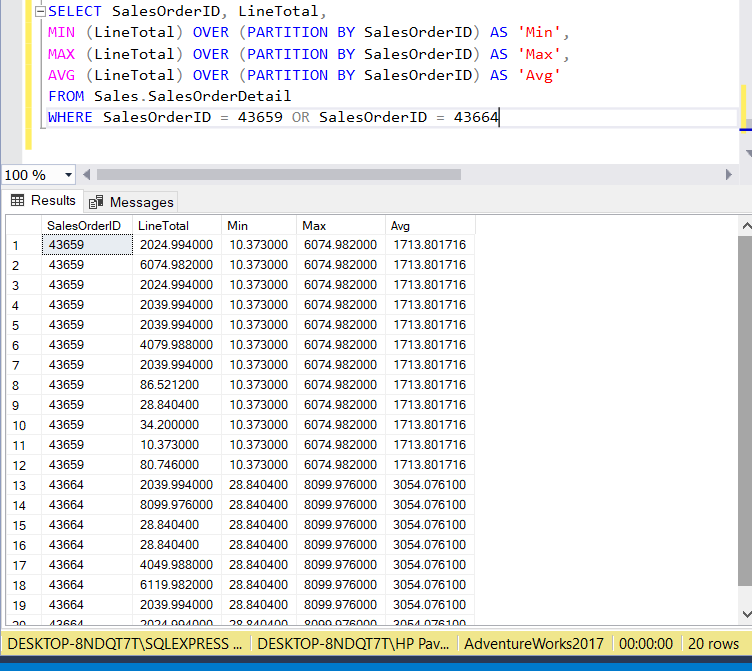 SELECT SalesOrderID, LineTotal,
MIN (LineTotal) OVER (PARTITION BY SalesOrderID) AS 'Min',
MAX (LineTotal) OVER (PARTITION BY SalesOrderID) AS 'Max',
AVG (LineTotal) OVER (PARTITION BY SalesOrderID) AS 'Avg'
FROM Sales.SalesOrderDetail
WHERE SalesOrderID = 43659 OR SalesOrderID = 43664
100 %
Results Messages
SalesOrderID LineTotal Min Max Avg
1 43659 2024.994000 10.373000 6074.982000 1713.801716
2 43659 6074.982000 10.373000 6074.982000 1713.801716
3 43659 2024.994000 10.373000 6074.982000 1713.801716
4 43659 2039.994000 10.373000 6074.982000 1713.801716
5 43659 2039.994000 10.373000 6074.982000 1713.801716
6 43659 4079.988000 10.373000 6074.982000 1713.801716
7 43659 2039.994000 10.373000 6074.982000 1713.801716
8 43659 86.521200 10.373000 6074.982000 1713.801716
9 43659 28.840400 10.373000 6074.982000 1713.801716
10 43659 34.200000 10.373000 6074.982000 1713.801716
11 43659 10.373000 10.373000 6074.982000 1713.801716
12 43659 80.746000 10.373000 6074.982000 1713.801716
13 43664 2039.994000 28.840400 8099.976000 3054.076100
14 43664 8099.976000 28.840400 8099.976000 3054.076100
15 43664 28.840400 28.840400 8099.976000 3054.076100
16 43664 28.840400 28.840400 8099.976000 3054.076100
17 43664 4049.988000 28.840400 8099.976000 3054.076100
18 43664 6119.982000 28.840400 8099.976000 3054.076100
19 43664 2039.994000 28.840400 8099.976000 3054.076100
20 43664 2024.994000 28.840400 8099.976000 3054.076100
DESKTOP-8NDQT7T\SQLEXPRESS ... DESKTOP-8NDQT7T\HP Pav... AdventureWorks2017 00:00:00 20 rows